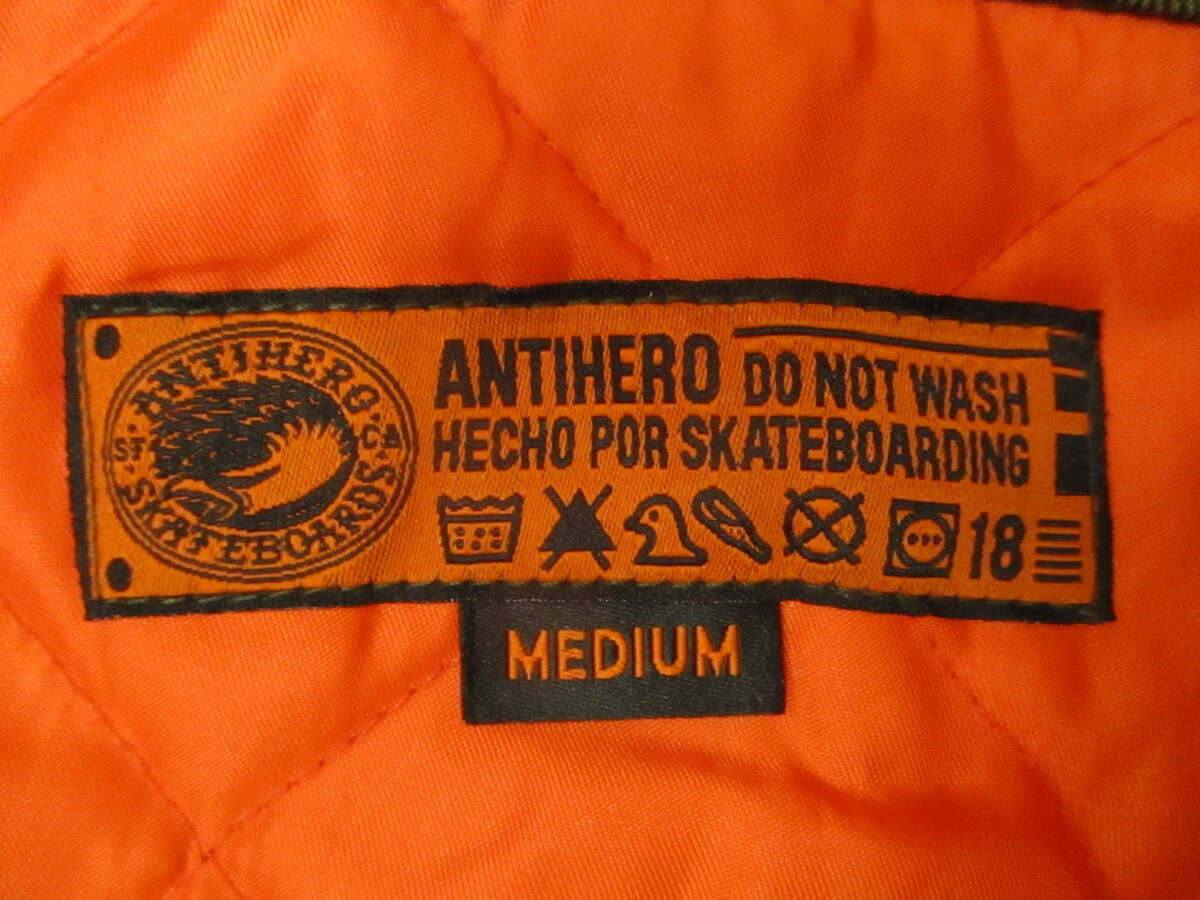 ANTIHERO
ST CA
SKATEBOARDS
ANTIHERO DO NOT WASH
HECHO POR SKATEBOARDING
18
MEDIUM